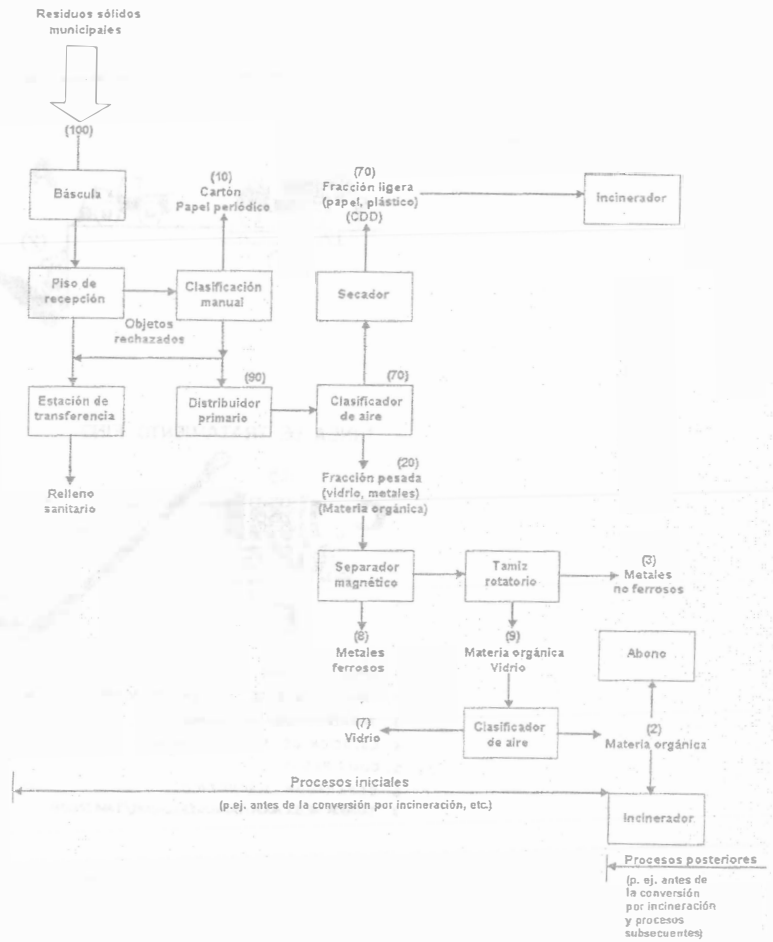 Residuos sólidos
municipales
(100)
Báscula
(10)
Cartón
Papel periódico
(70)
Fracción ligera
(papel, plástico)
(CDD)
Incinerador
Piso de
recepción
Clasificación
manual
Secador
Objetos
rechazados
Estación de
transferencia
(90)
Distribuidor
primario
(70)
Clasificador
de aire
Relleno
sanitario
(20)
Fracción pesada
(vidrio, metales)
(Materia orgánica)
Separador
magnético
Tamiz
rotatorio
(3)
Metales
no ferrosos
(8)
Metales
ferrosos
(9)
Materia orgánica
Vidrio
Abono
(7)
Vidrio
Clasificador
de aire
(2)
Materia orgánica
Procesos iniciales
(p.ej. antes de la conversión por incineración, etc.)
Incinerador
Procesos posteriores
(p. ej. antes de
la conversión
por incineración
y procesos
subsecuentes)